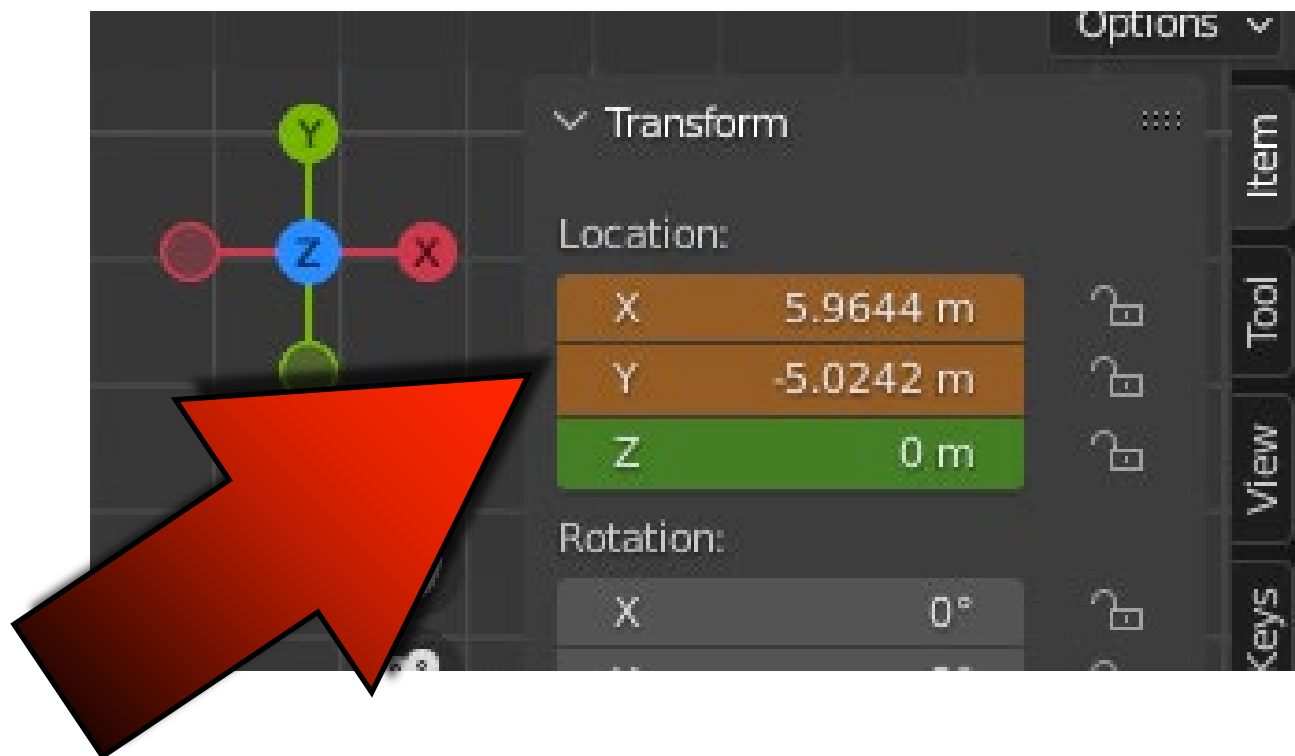 Options
Y
Transform
Item
Z X
Location:
X 5.9644 m
Tool
Y -5.0242 m
Z 0 m
View
Rotation:
X 0°
Keys